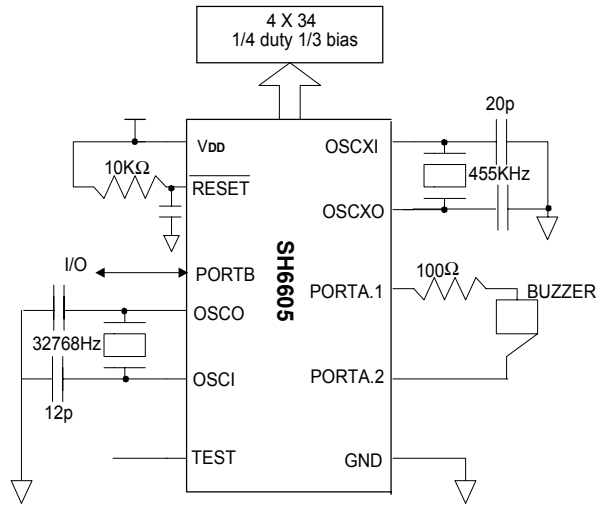 4 X 34
1/4 duty 1/3 bias
20p
VDD
OSCXI
10KΩ
RESET
455KHz
OSCXO
SH6605
I/O
PORTB
100Ω
PORTA.1
BUZZER
OSCO
32768Hz
OSCI
PORTA.2
12p
TEST
GND